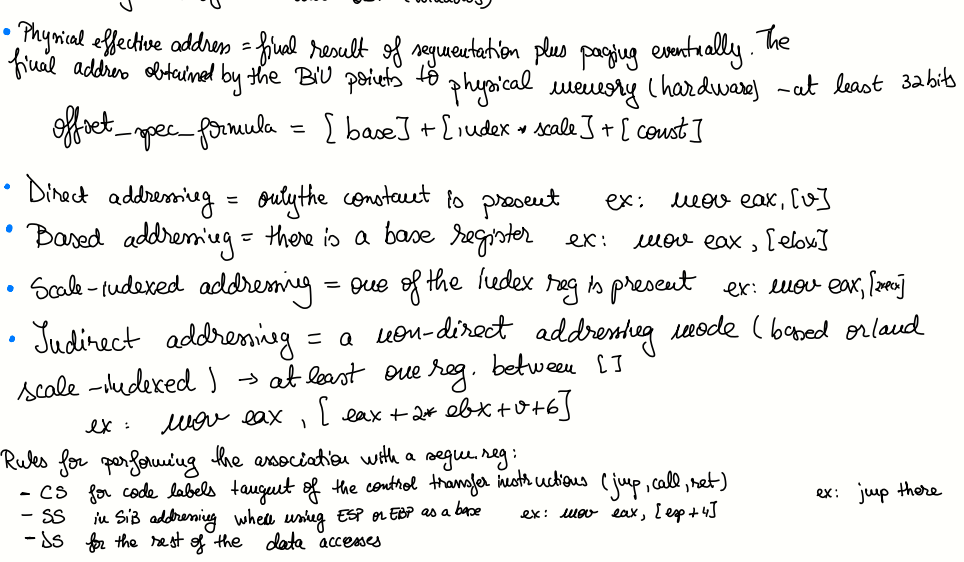 (windows)
• Physical effective address = final result of segmentation plus paging eventually. The
final address obtained by the BIU points to physical memory (hardware) - at least 32 bits
offset_spec_formula = [base] + [index * scale] + [const]
• Direct addressing = only the constant is present ex: mov eax, [v]
• Based addressing = there is a base register ex: mov eax, [ebx]
• Scale-indexed addressing = one of the index reg is present ex: mov eax,
• Indirect addressing = a non-direct addressing mode (based or/and
scale-indexed) → at least one reg. between []
ex: mov eax, [eax + 2* ebx + v + 6]
Rules for performing the association with a segm. reg:
- CS for code labels tangent of the control transfer instructions (jmp, call, ret) ex: jmp there
- SS in SIB addressing when using ESP or EBP as a base ex: mov eax, [esp + 4]
- DS for the rest of the data accesses